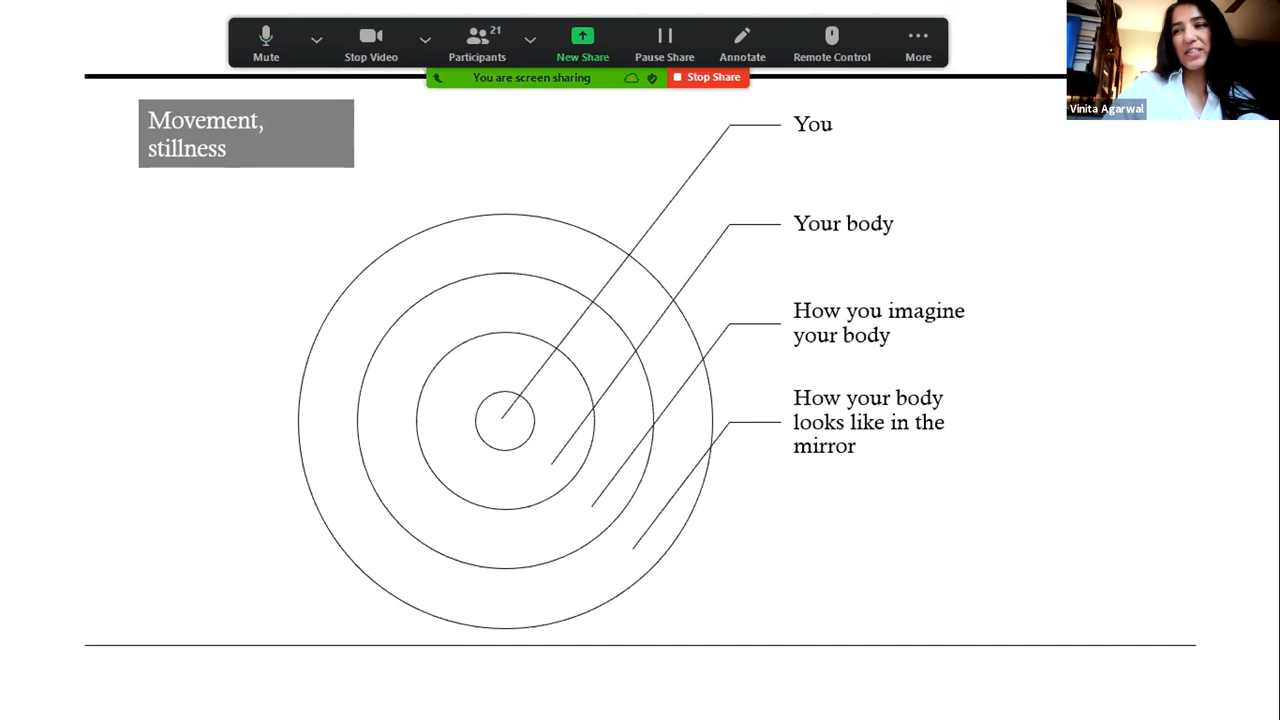 Mute
Stop Video
Participants
21
New Share
Pause Share
Annotate
Remote Control
More
You are screen sharing
Stop Share
Vinita Agarwal
Movement,
stillness
You
Your body
How you imagine
your body
How your body
looks like in the
mirror